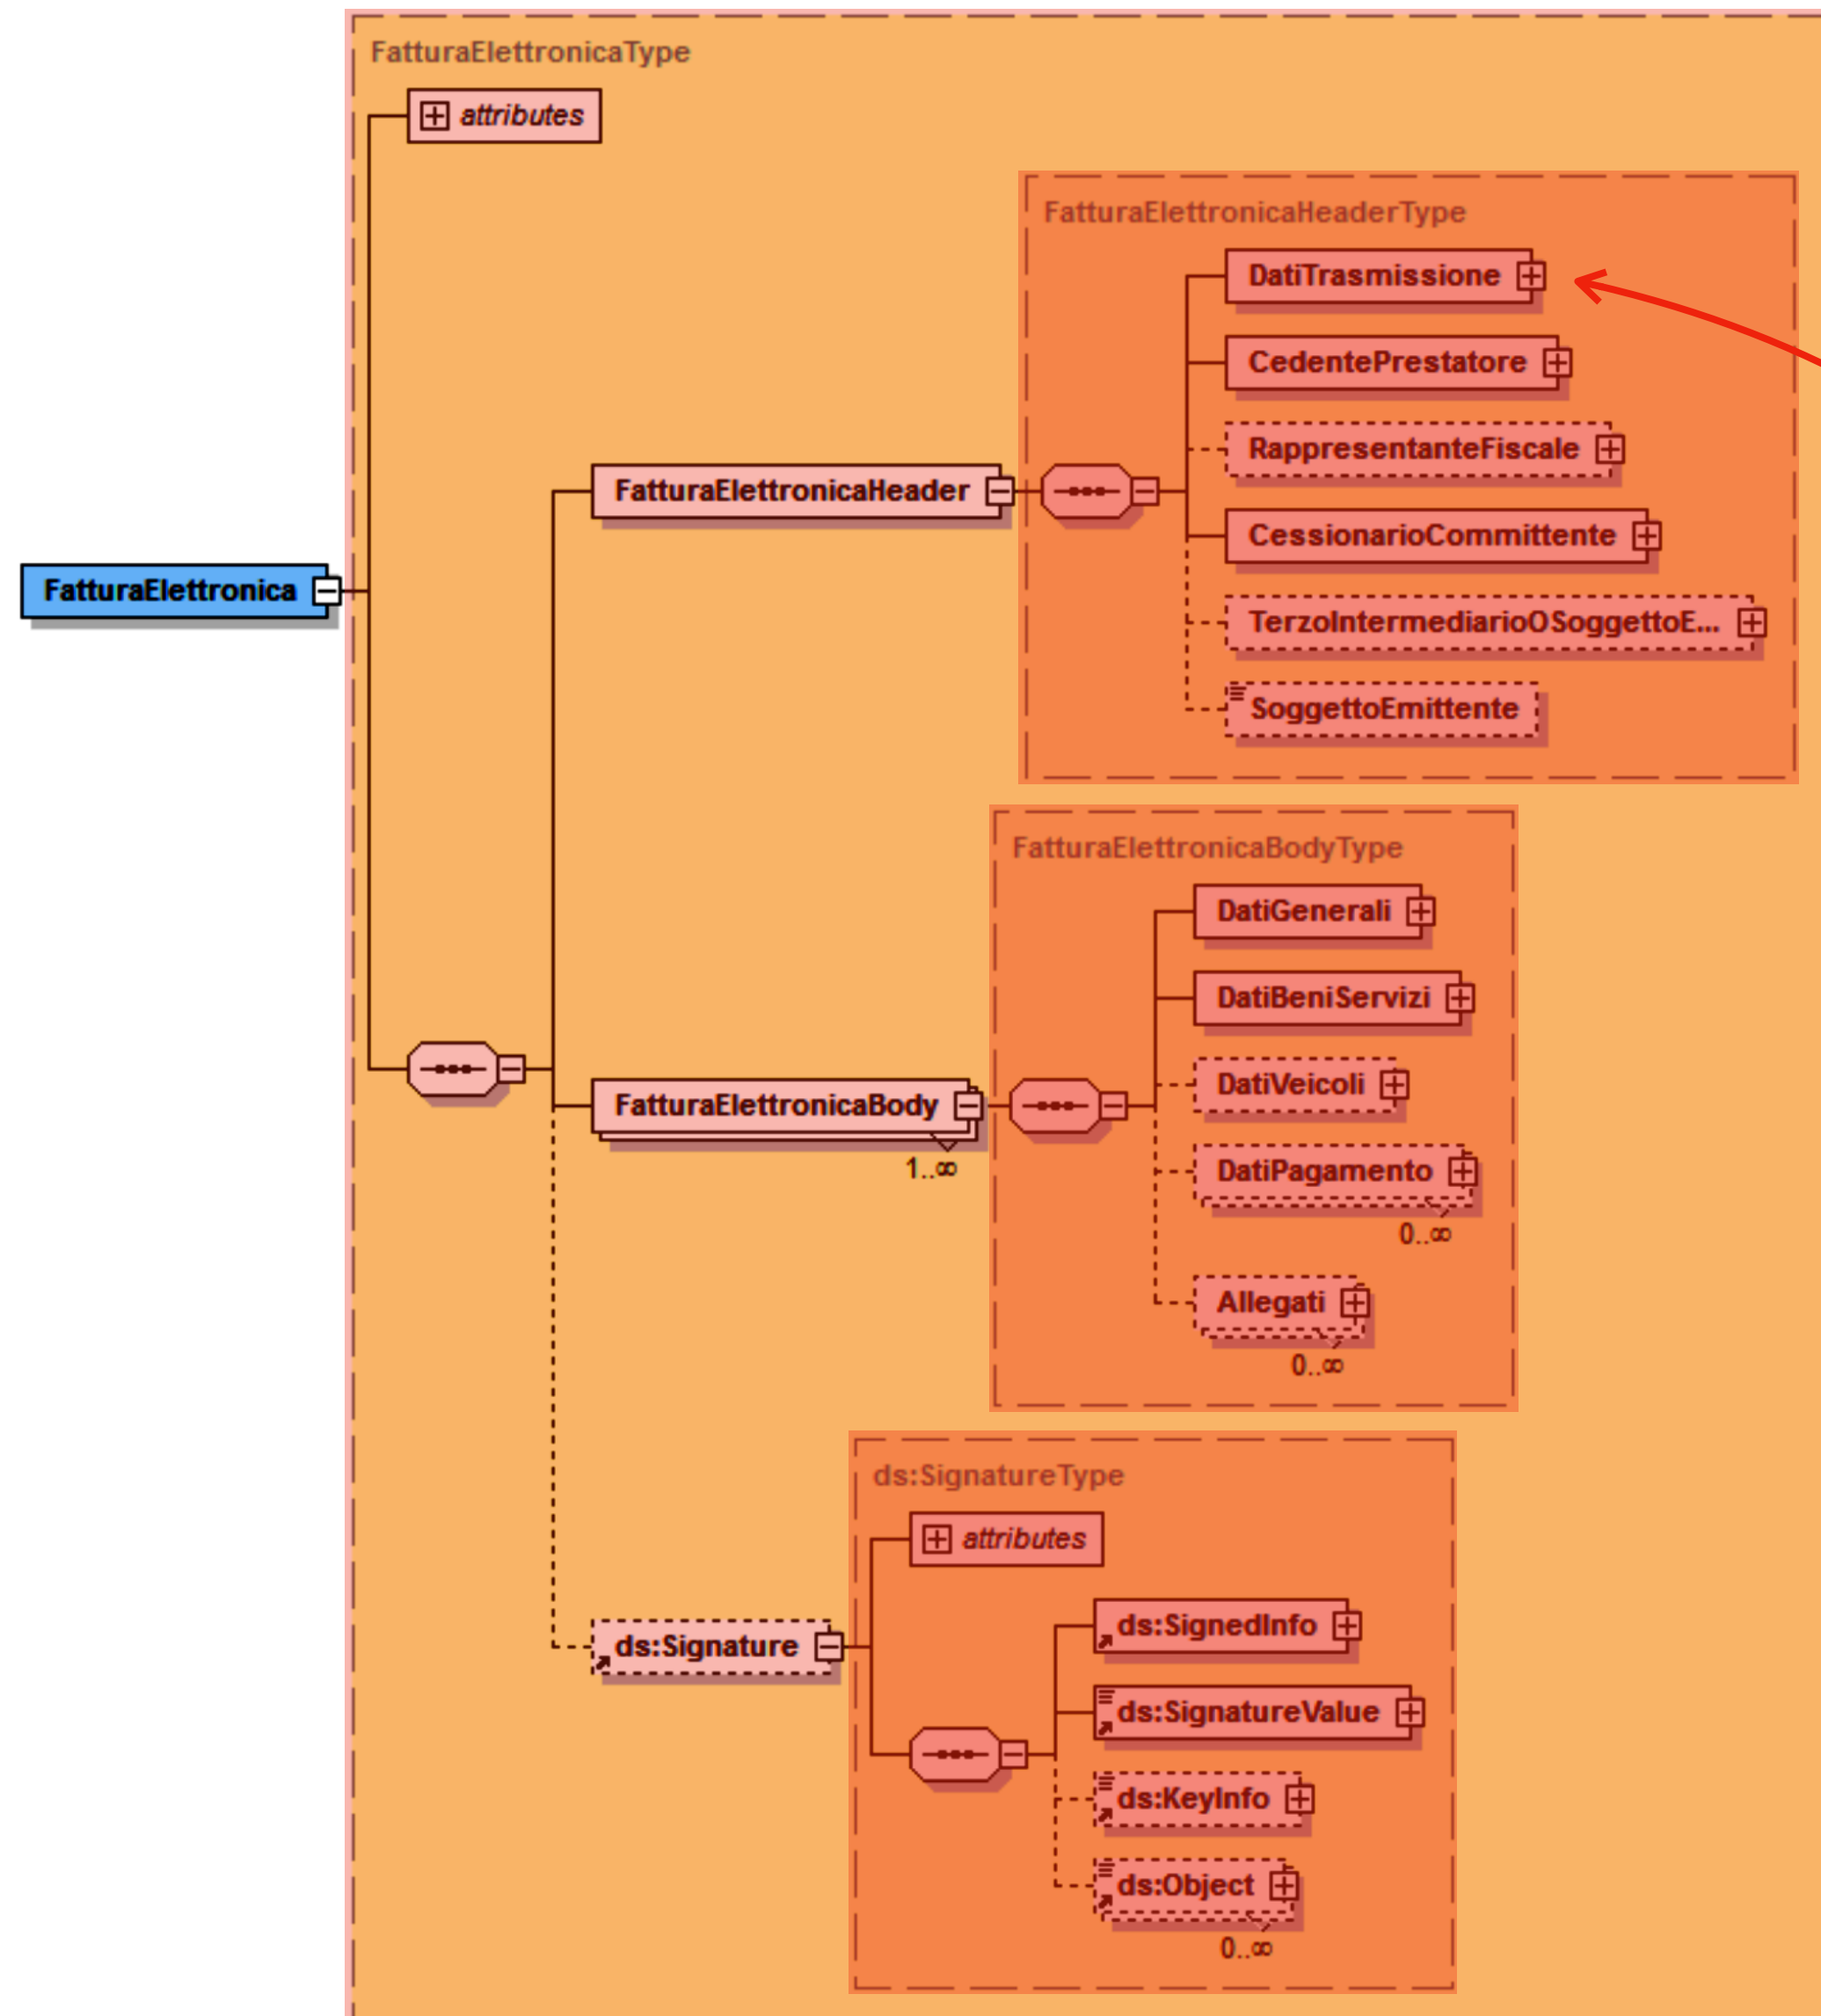 FatturaElettronicaType
attributes
FatturaElettronicaHeaderType
DatiTrasmissione
CedentePrestatore
RappresentanteFiscale
FatturaElettronicaHeader
CessionarioCommittente
FatturaElettronica
TerzoIntermediarioOSoggettoE...
SoggettoEmittente
FatturaElettronicaBodyType
DatiGenerali
DatiBeniServizi
DatiVeicoli
FatturaElettronicaBody
1..∞
DatiPagamento
0..∞
Allegati
0..∞
ds:SignatureType
attributes
ds:SignedInfo
ds:Signature
ds:SignatureValue
ds:KeyInfo
ds:Object
0..∞